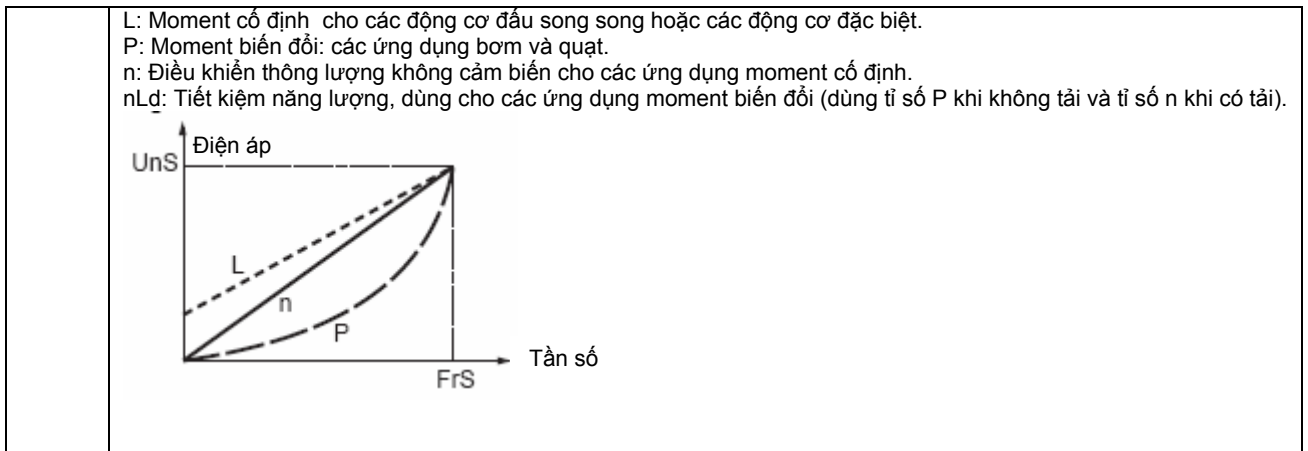 L: Moment cố định cho các động cơ đấu song song hoặc các động cơ đặc biệt.
P: Moment biến đổi: các ứng dụng bơm và quạt.
n: Điều khiển thông lượng không cảm biến cho các ứng dụng moment cố định.
nLd: Tiết kiệm năng lượng, dùng cho các ứng dụng moment biến đổi (dùng tỉ số P khi không tải và tỉ số n khi có tải).
Điện áp
UnS
L
n
P
Tần số
FrS